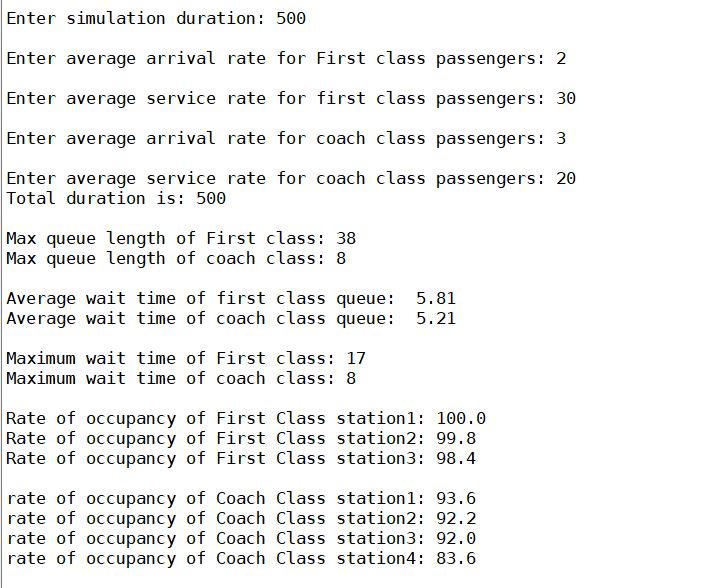 Enter simulation duration: 500
Enter average arrival rate for First class passengers: 2
Enter average service rate for first class passengers: 30
Enter average arrival rate for coach class passengers: 3
Enter average service rate for coach class passengers: 20
Total duration is: 500
Max queue length of First class: 38
Max queue length of coach class: 8
Average wait time of first class queue:  5.81
Average wait time of coach class queue:  5.21
Maximum wait time of First class: 17
Maximum wait time of coach class: 8
Rate of occupancy of First Class station1: 100.0
Rate of occupancy of First Class station2: 99.8
Rate of occupancy of First Class station3: 98.4
rate of occupancy of Coach Class station1: 93.6
rate of occupancy of Coach Class station2: 92.2
rate of occupancy of Coach Class station3: 92.0
rate of occupancy of Coach Class station4: 83.6